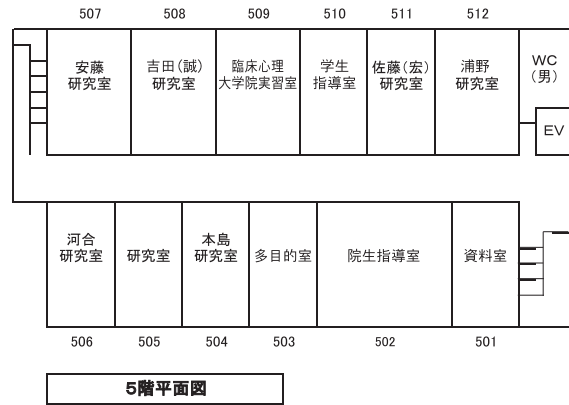 507 508 509 510 511 512
安藤
研究室
吉田(誠)
研究室
臨床心理
大学院実習室
学生
指導室
佐藤(宏)
研究室
浦野
研究室
WC
(男)
EV
河合
研究室
研究室
本島
研究室
多目的室
院生指導室
資料室
506 505 504 503 502 501
5階平面図